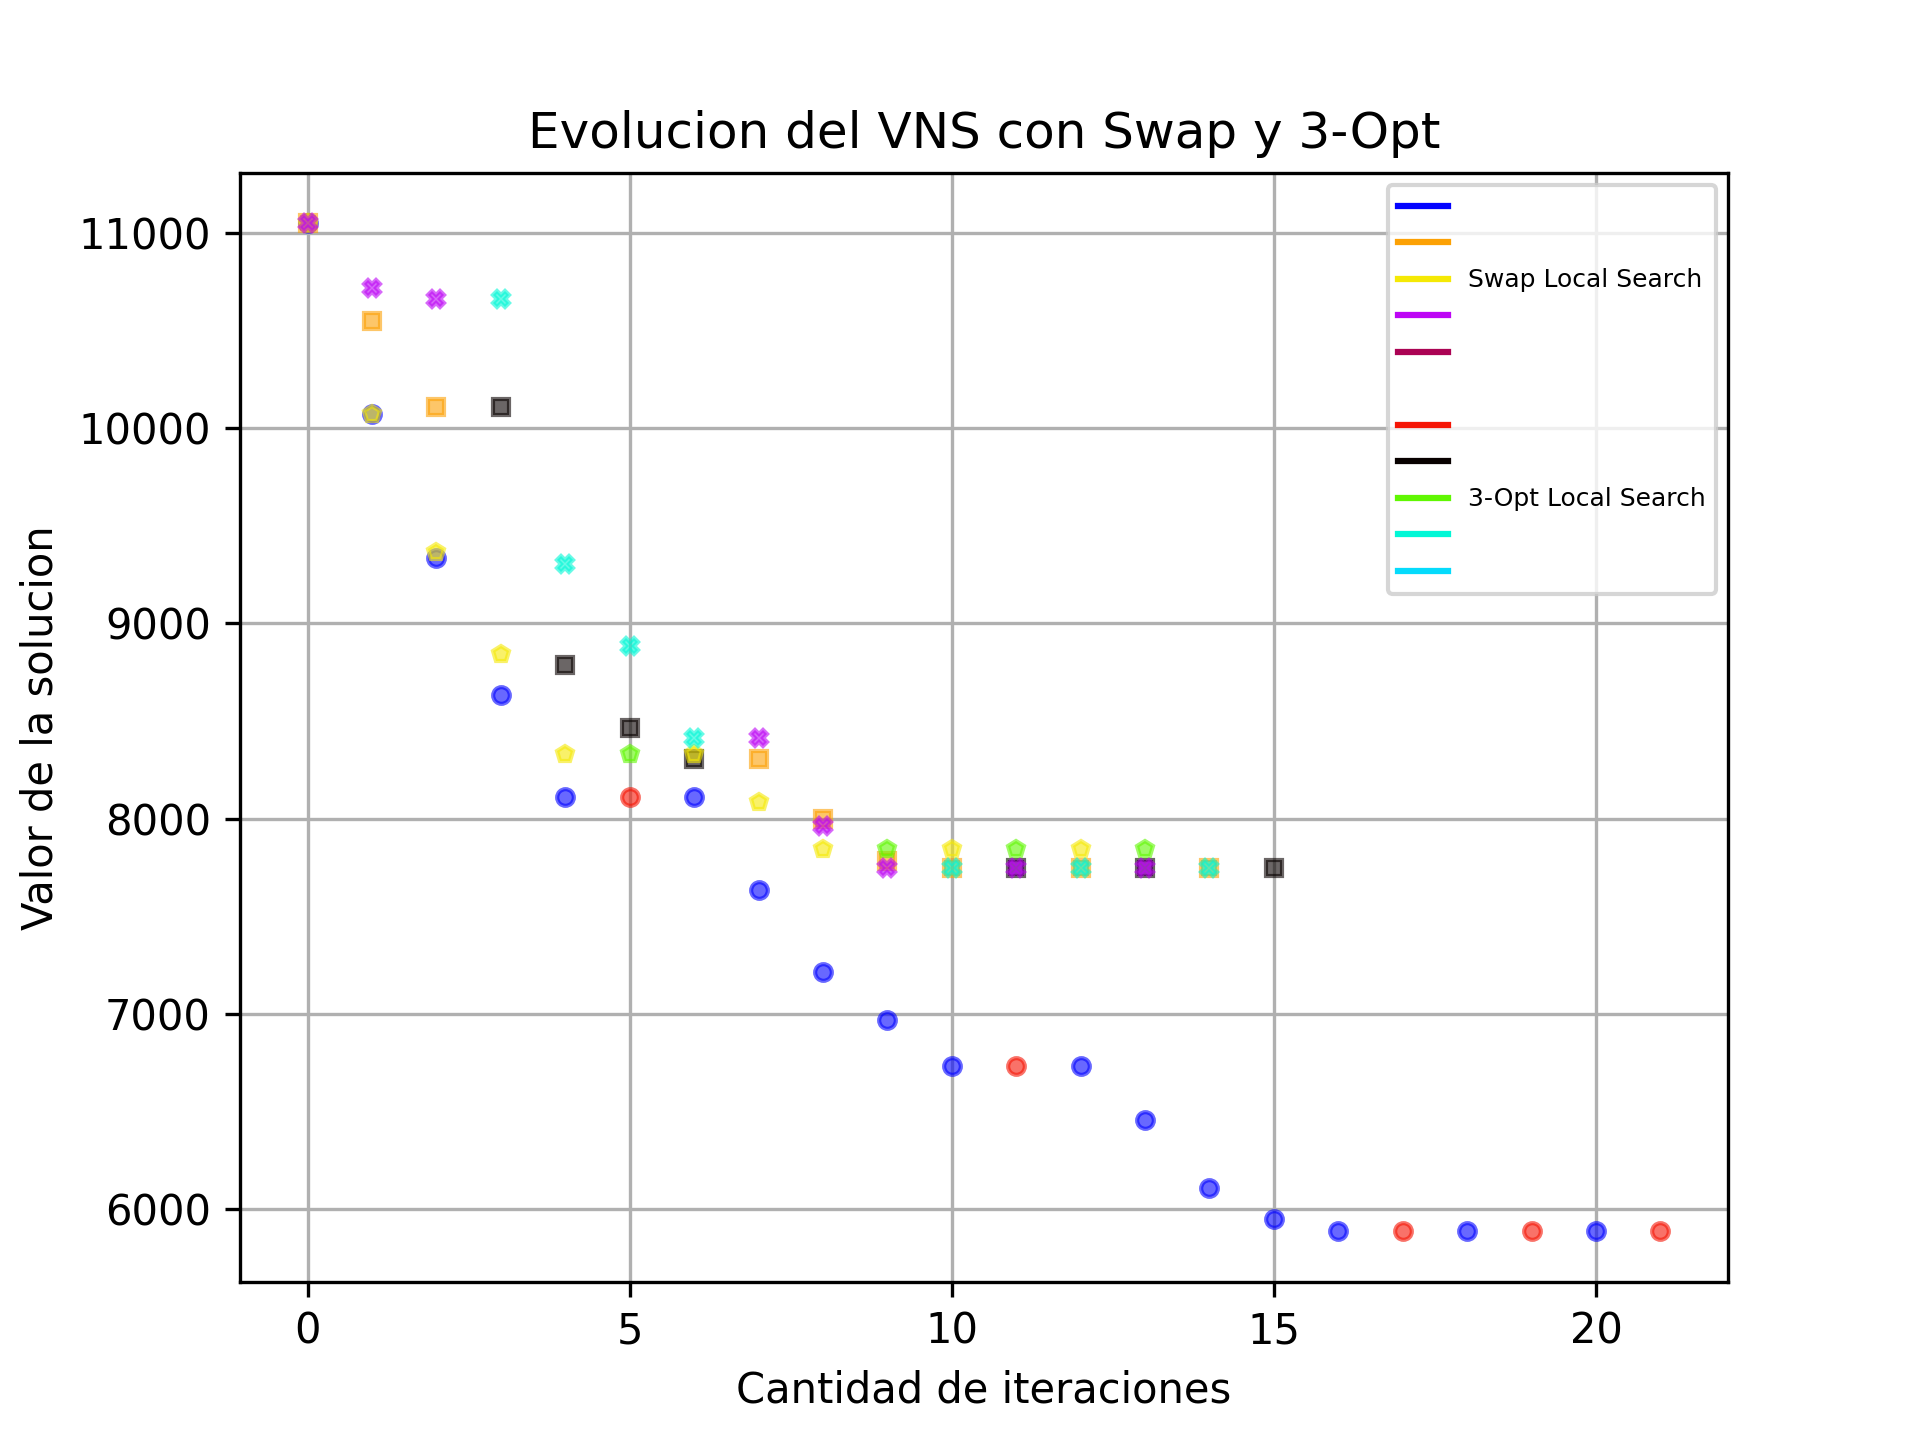 Evolucion del VNS con Swap y 3-Opt
Valor de la solucion
11000
10000
9000
8000
7000
6000
Swap Local Search
3-Opt Local Search
0 5 10 15 20
Cantidad de iteraciones